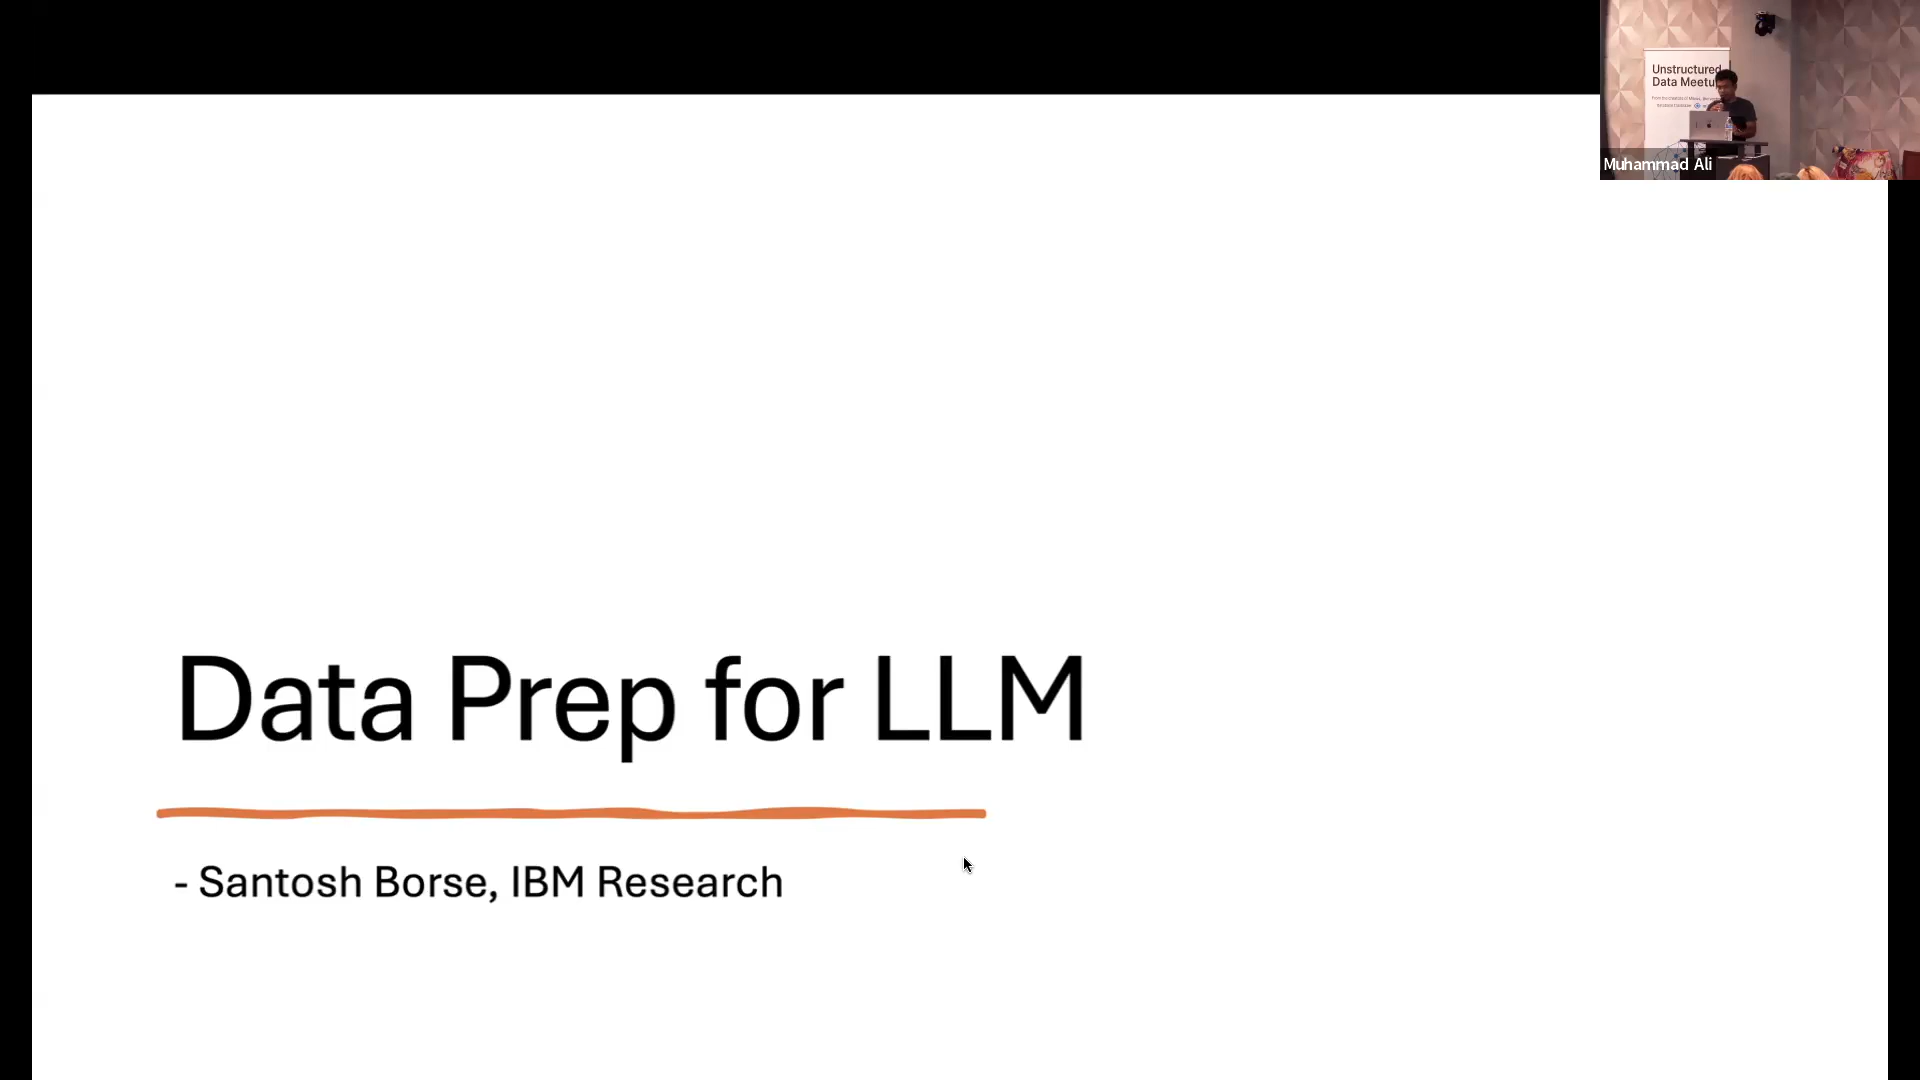 Data Prep for LLM
- Santosh Borse, IBM Research
Unstructured
Data Meetu
Muhammad Ali